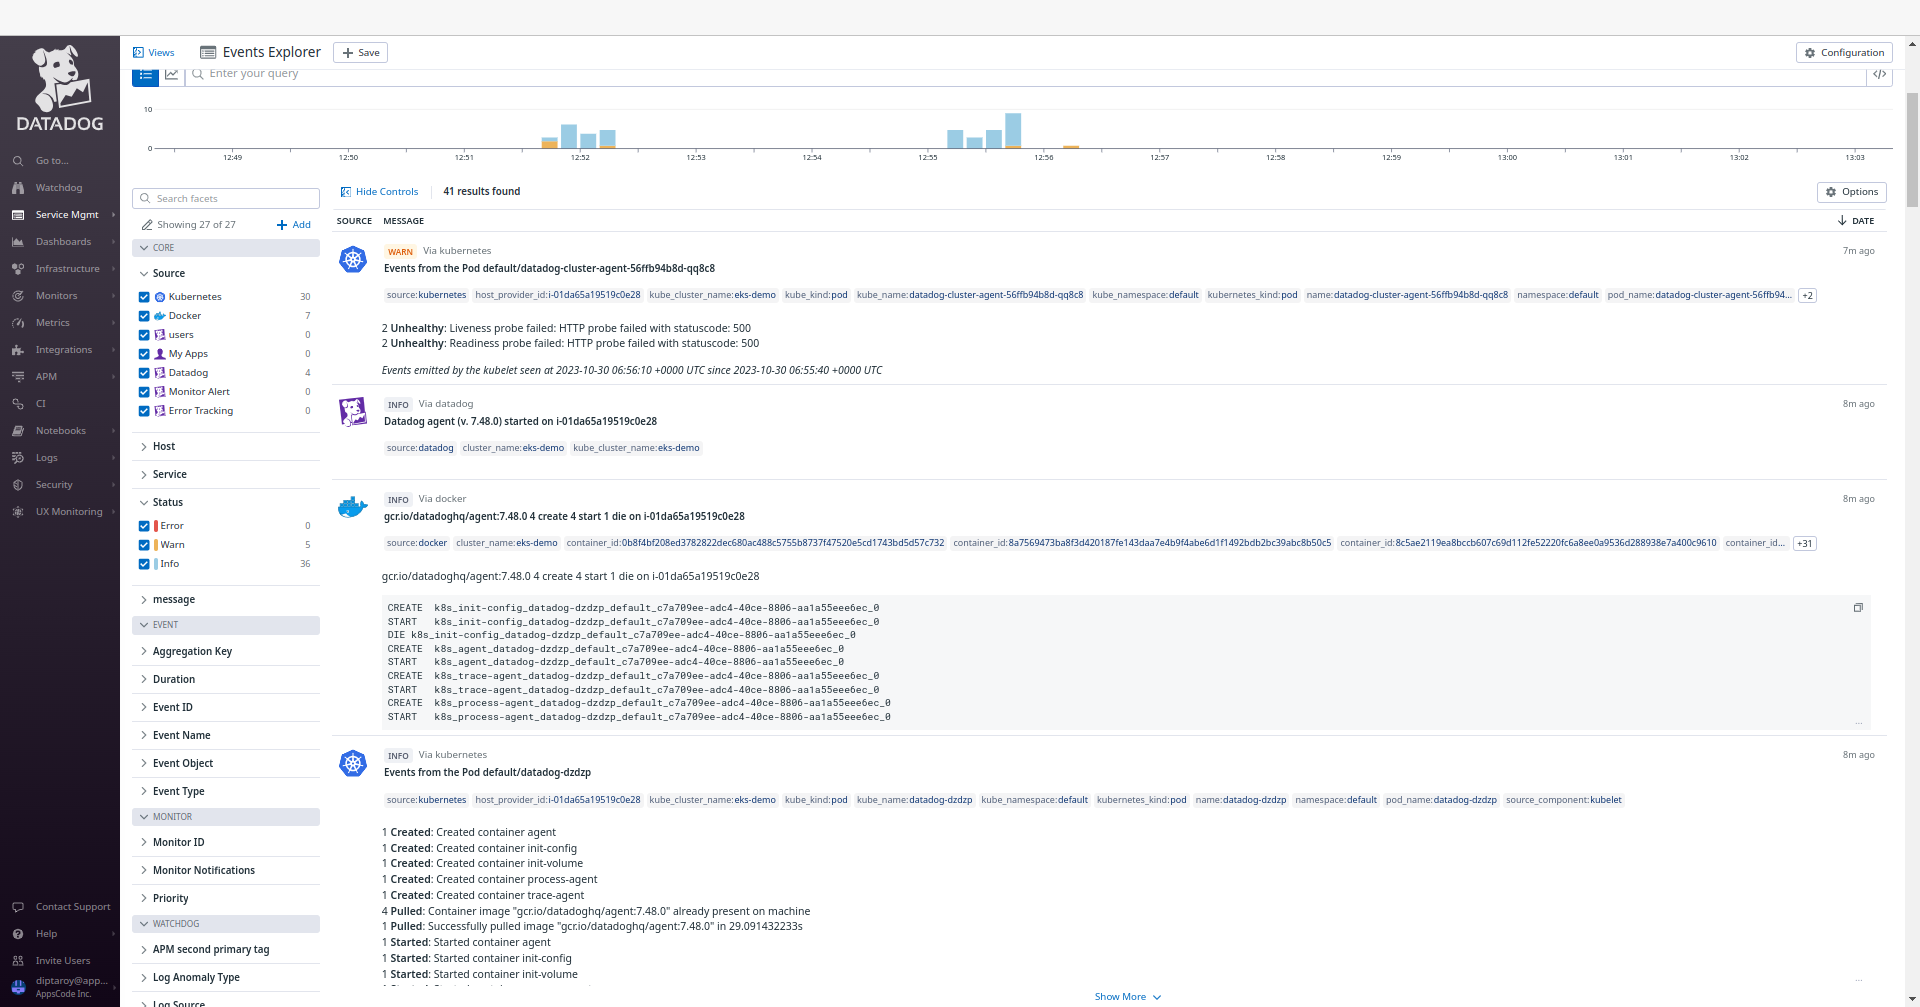 Views
Events Explorer
Save
Configuration
DATADOG
Enter your query
</>
10
0
12:49 12:50 12:51 12:52 12:53 12:54 12:55 12:56 12:57 12:58 12:59 13:00 13:01 13:02 13:03
Go to...
Watchdog
Service Mgmt
Dashboards
Infrastructure
Monitors
Metrics
Integrations
APM
CI
Notebooks
Logs
Security
UX Monitoring
Contact Support
Help
Invite Users
diptaroy@app...
AppsCode Inc.
Search facets
Showing 27 of 27
Add
CORE
Source
Kubernetes 30
Docker 7
users 0
My Apps 0
Datadog 4
Monitor Alert 0
Error Tracking 0
Host
Service
Status
Error 0
Warn 5
Info 36
message
EVENT
Aggregation Key
Duration
Event ID
Event Name
Event Object
Event Type
MONITOR
Monitor ID
Monitor Notifications
Priority
WATCHDOG
APM second primary tag
Log Anomaly Type
Log Source
Hide Controls
41 results found
Options
SOURCE MESSAGE DATE
WARN Via kubernetes 7m ago
Events from the Pod default/datadog-cluster-agent-56ffb94b8d-qq8c8
source:kubernetes host_provider_id:i-01da65a19519c0e28 kube_cluster_name:eks-demo kube_kind:pod kube_name:datadog-cluster-agent-56ffb94b8d-qq8c8 kube_namespace:default kubernetes_kind:pod name:datadog-cluster-agent-56ffb94b8d-qq8c8 namespace:default pod_name:datadog-cluster-agent-56ffb94... +2
2 Unhealthy: Liveness probe failed: HTTP probe failed with statuscode: 500
2 Unhealthy: Readiness probe failed: HTTP probe failed with statuscode: 500
Events emitted by the kubelet seen at 2023-10-30 06:56:10 +0000 UTC since 2023-10-30 06:55:40 +0000 UTC
INFO Via datadog 8m ago
Datadog agent (v. 7.48.0) started on i-01da65a19519c0e28
source:datadog cluster_name:eks-demo kube_cluster_name:eks-demo
INFO Via docker 8m ago
gcr.io/datadoghq/agent:7.48.0 4 create 4 start 1 die on i-01da65a19519c0e28
source:docker cluster_name:eks-demo container_id:0b8f4bf208ed3782822dec680ac488c5755b8737f47520e5cd1743bd5d57c732 container_id:8a7569473ba8f3d420187fe143daa7e4b9f4abe6d1f1492bdb2bc39abc8b50c5 container_id:8c5ae2119ea8bccb607c69d112fe52220fc6a8ee0a9536d288938e7a400c9610 container_id... +31
gcr.io/datadoghq/agent:7.48.0 4 create 4 start 1 die on i-01da65a19519c0e28
CREATE k8s_init-config_datadog-dzdzp_default_c7a709ee-adc4-40ce-8806-aa1a55eee6ec_0
START k8s_init-config_datadog-dzdzp_default_c7a709ee-adc4-40ce-8806-aa1a55eee6ec_0
DIE k8s_init-config_datadog-dzdzp_default_c7a709ee-adc4-40ce-8806-aa1a55eee6ec_0
CREATE k8s_agent_datadog-dzdzp_default_c7a709ee-adc4-40ce-8806-aa1a55eee6ec_0
START k8s_agent_datadog-dzdzp_default_c7a709ee-adc4-40ce-8806-aa1a55eee6ec_0
CREATE k8s_trace-agent_datadog-dzdzp_default_c7a709ee-adc4-40ce-8806-aa1a55eee6ec_0
START k8s_trace-agent_datadog-dzdzp_default_c7a709ee-adc4-40ce-8806-aa1a55eee6ec_0
CREATE k8s_process-agent_datadog-dzdzp_default_c7a709ee-adc4-40ce-8806-aa1a55eee6ec_0
START k8s_process-agent_datadog-dzdzp_default_c7a709ee-adc4-40ce-8806-aa1a55eee6ec_0
...
INFO Via kubernetes 8m ago
Events from the Pod default/datadog-dzdzp
source:kubernetes host_provider_id:i-01da65a19519c0e28 kube_cluster_name:eks-demo kube_kind:pod kube_name:datadog-dzdzp kube_namespace:default kubernetes_kind:pod name:datadog-dzdzp namespace:default pod_name:datadog-dzdzp source_component:kubelet
1 Created: Created container agent
1 Created: Created container init-config
1 Created: Created container init-volume
1 Created: Created container process-agent
1 Created: Created container trace-agent
4 Pulled: Container image "gcr.io/datadoghq/agent:7.48.0" already present on machine
1 Pulled: Successfully pulled image "gcr.io/datadoghq/agent:7.48.0" in 29.091432233s
1 Started: Started container agent
1 Started: Started container init-config
1 Started: Started container init-volume
...
Show More